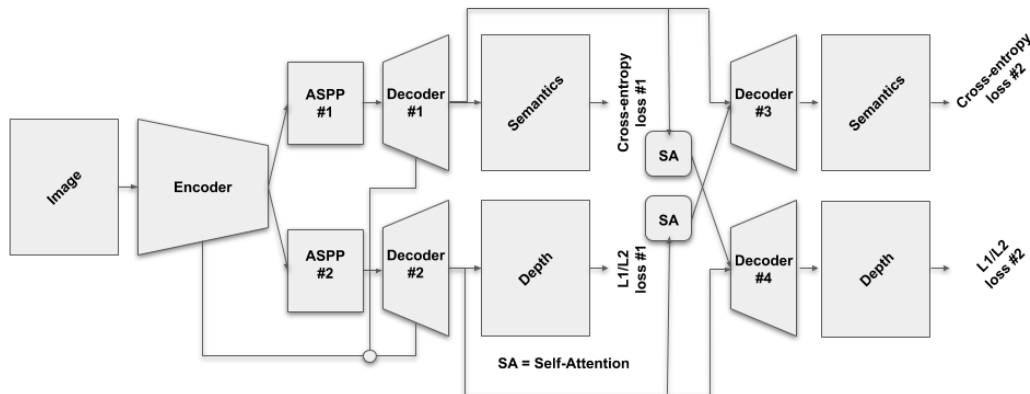 Image
Encoder
ASPP
#1
Decoder
#1
Semantics
Cross-entropy
loss #1
SA
Decoder
#3
Semantics
Cross-entropy
loss #2
ASPP
#2
Decoder
#2
Depth
L1/L2
loss #1
SA
Decoder
#4
Depth
L1/L2
loss #2
SA = Self-Attention